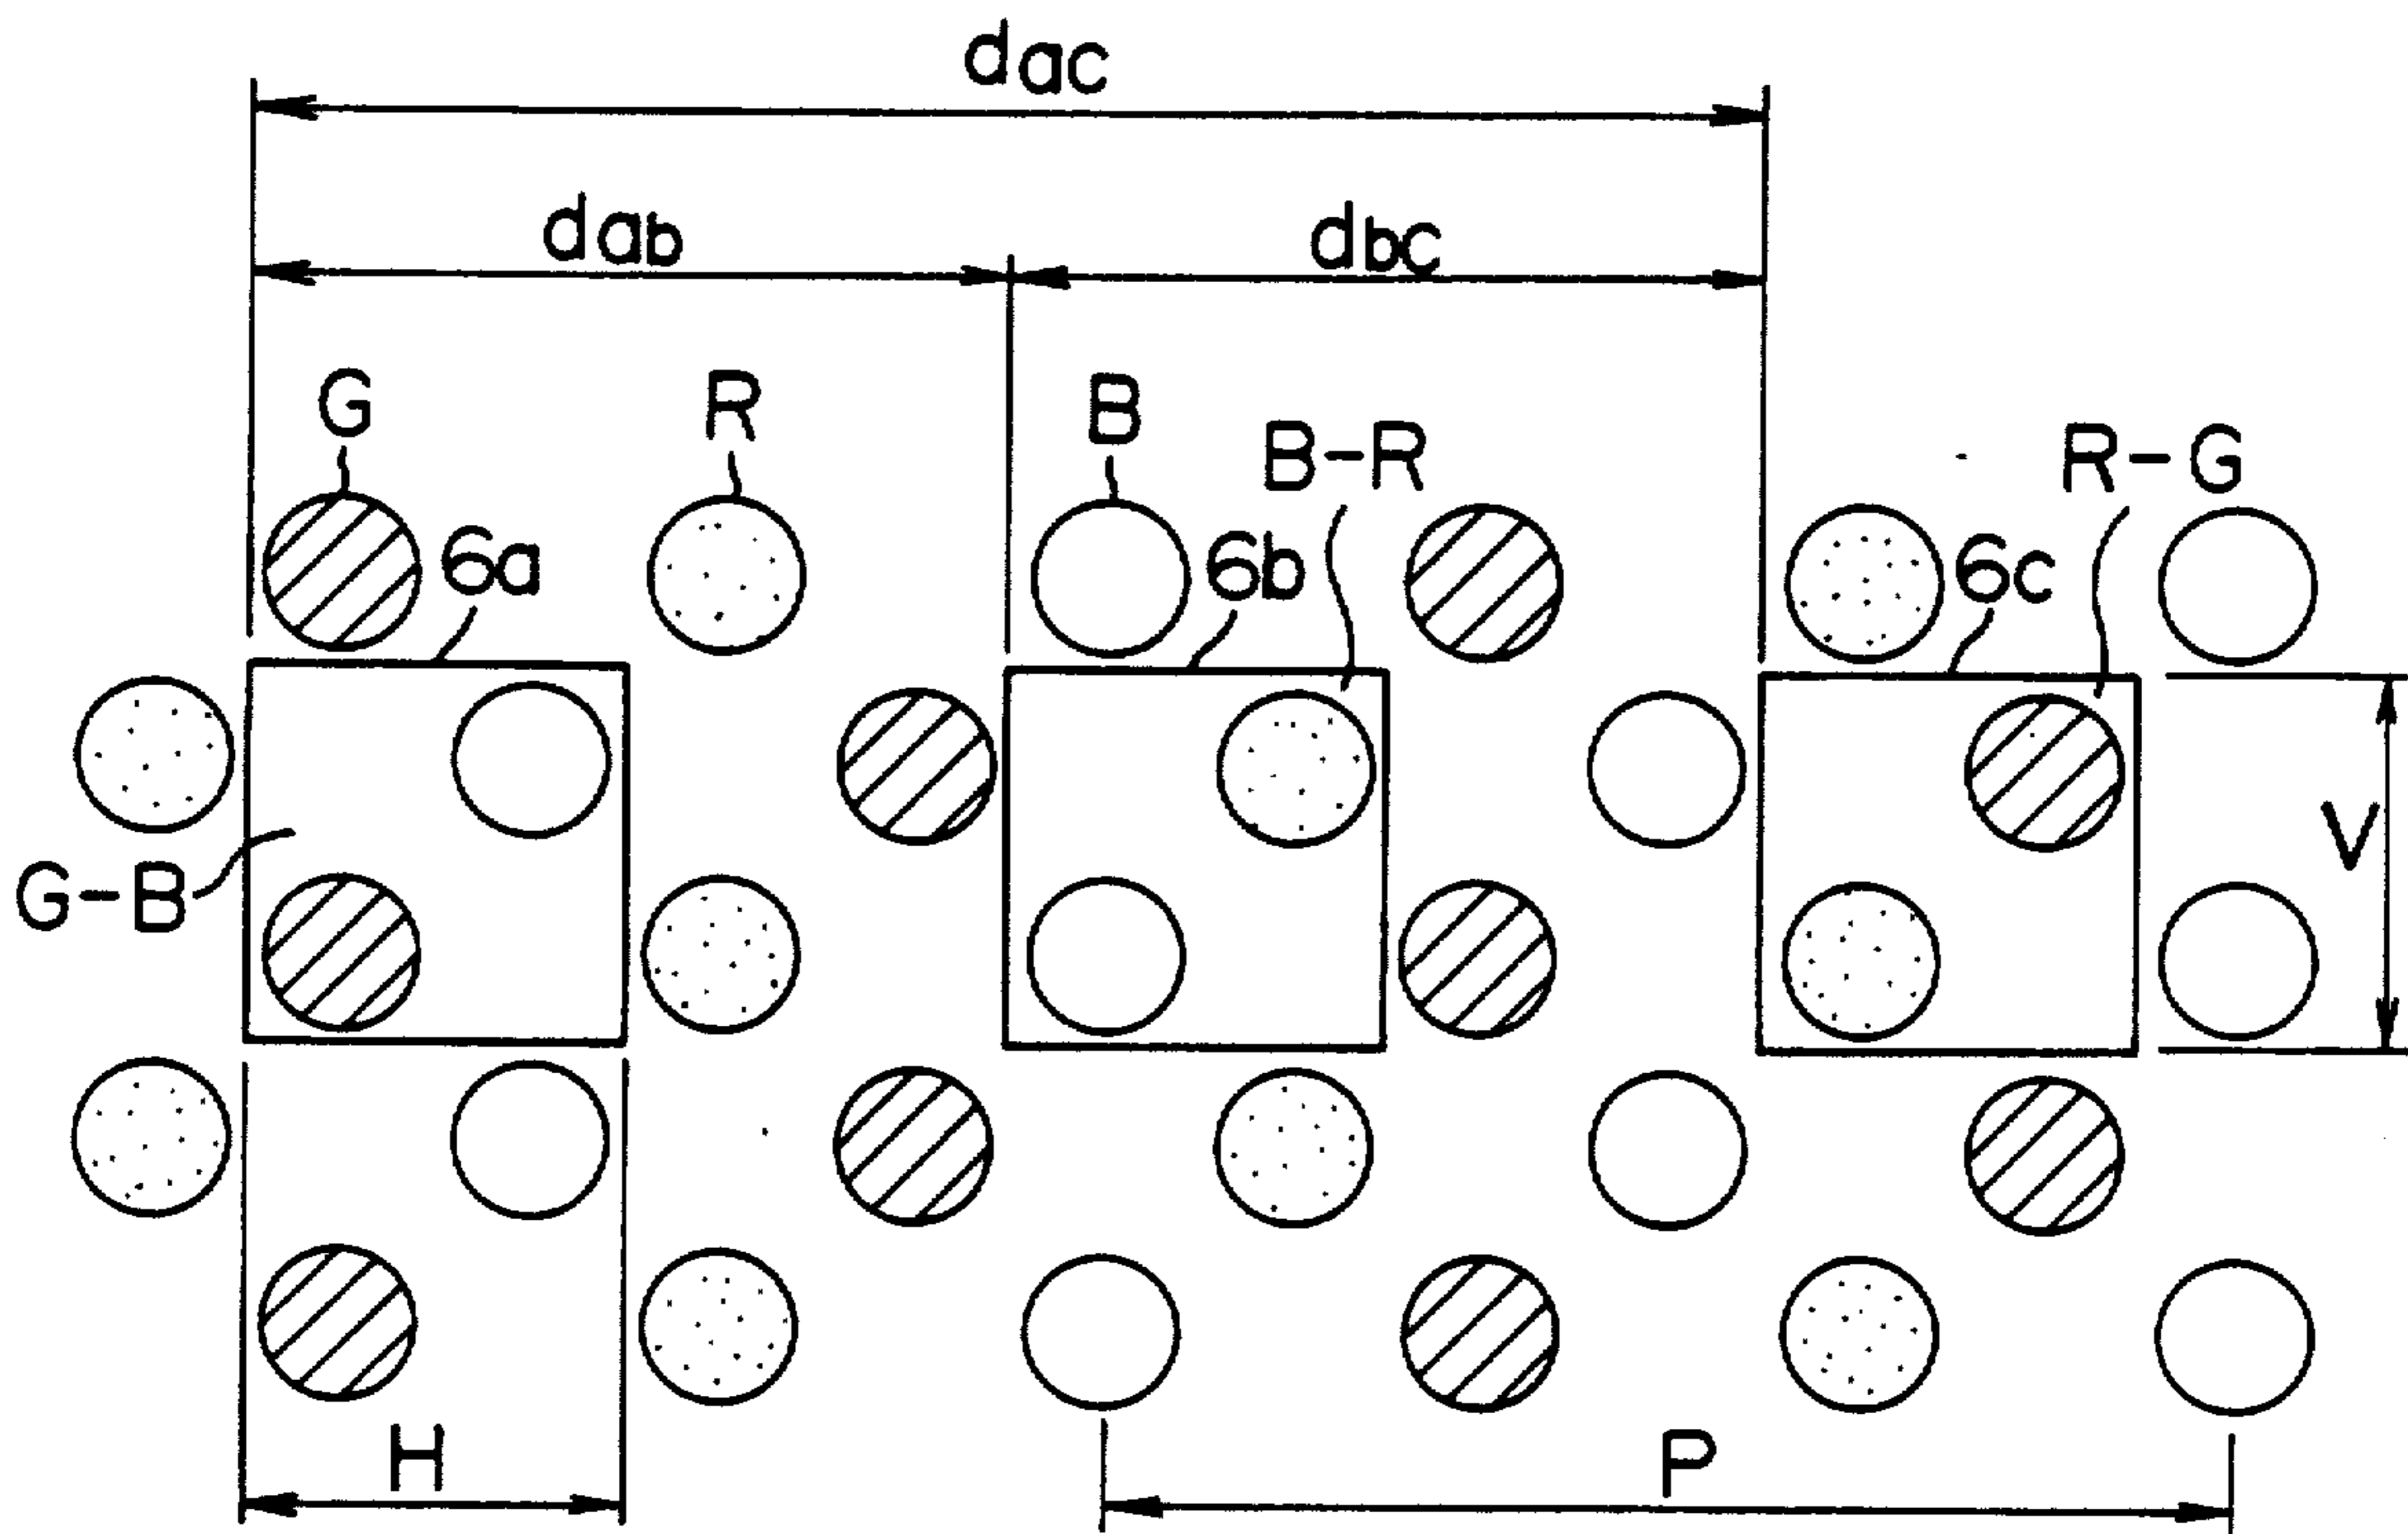 dac
dab dbc
G R B B-R R-G
6a 6b 6c
V
G-B
H P